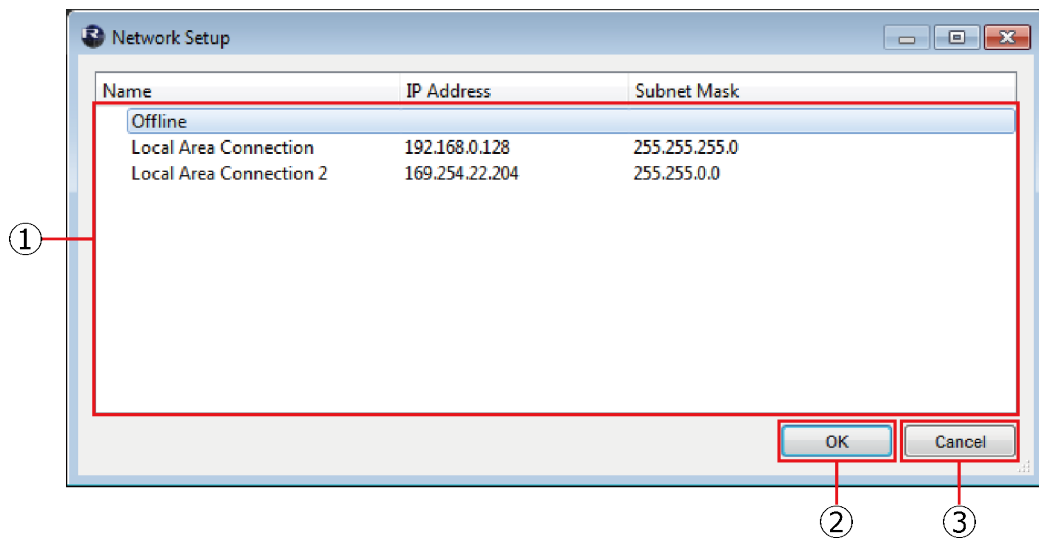 Network Setup
Name IP Address Subnet Mask
Offline
Local Area Connection 192.168.0.128 255.255.255.0
Local Area Connection 2 169.254.22.204 255.255.0.0
①
OK Cancel
② ③